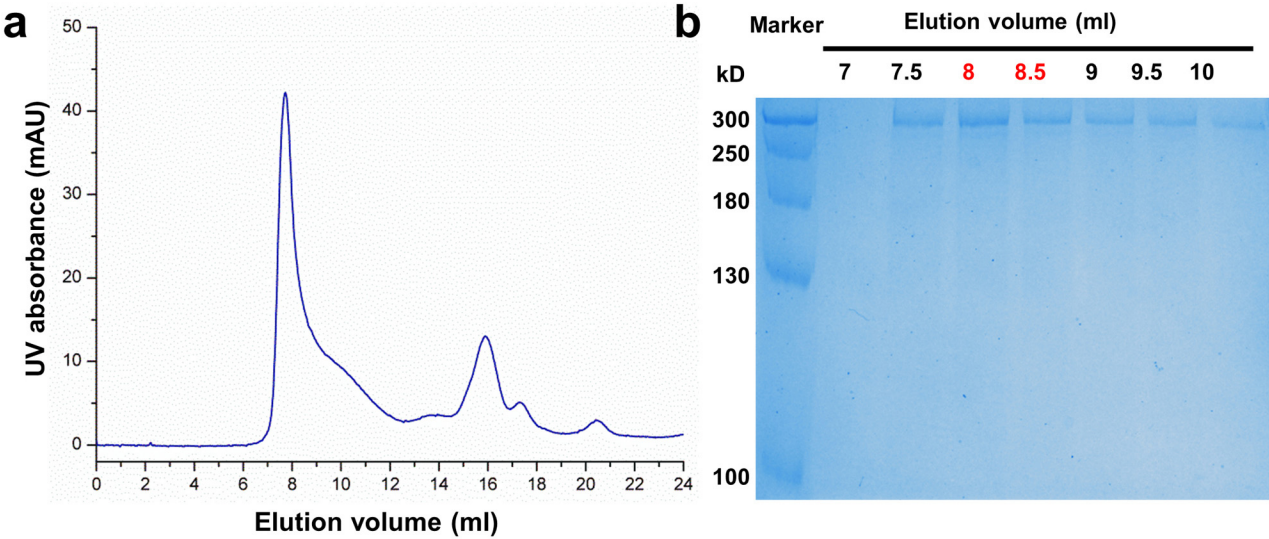 a
50
40
30
20
10
0
UV absorbance (mAU)
0 2 4 6 8 10 12 14 16 18 20 22 24
Elution volume (ml)
b
Marker Elution volume (ml)
kD 7 7.5 8 8.5 9 9.5 10
300
250
180
130
100